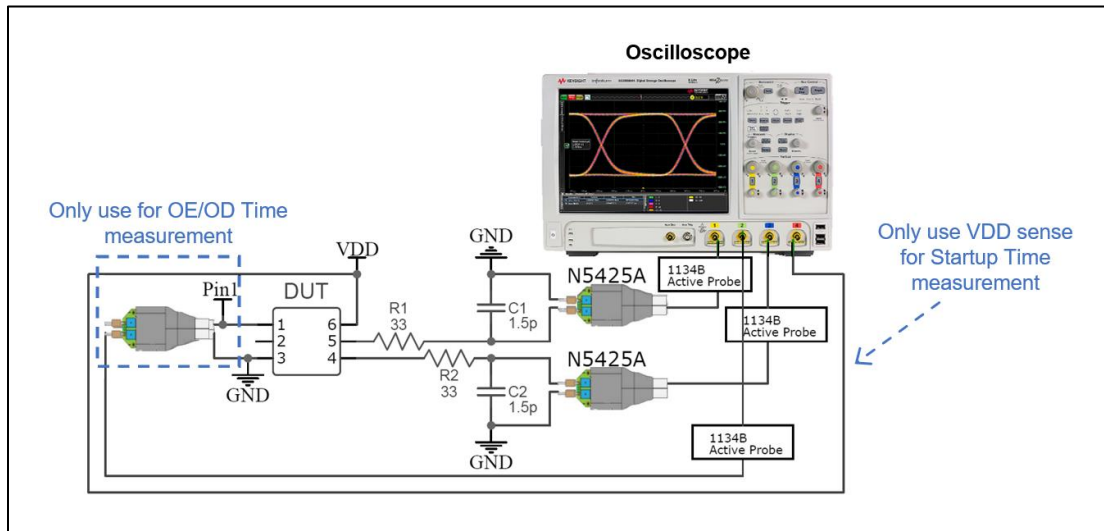 Oscilloscope
KEYSIGHT
Only use for OE/OD Time
measurement
VDD
GND
Only use VDD sense
for Startup Time
measurement
Pin1
DUT
N5425A
1134B
Active Probe
1
2
3
6
5
4
R1
33
C1
1.5p
1134B
Active Probe
GND
R2
33
N5425A
C2
1.5p
1134B
Active Probe
GND